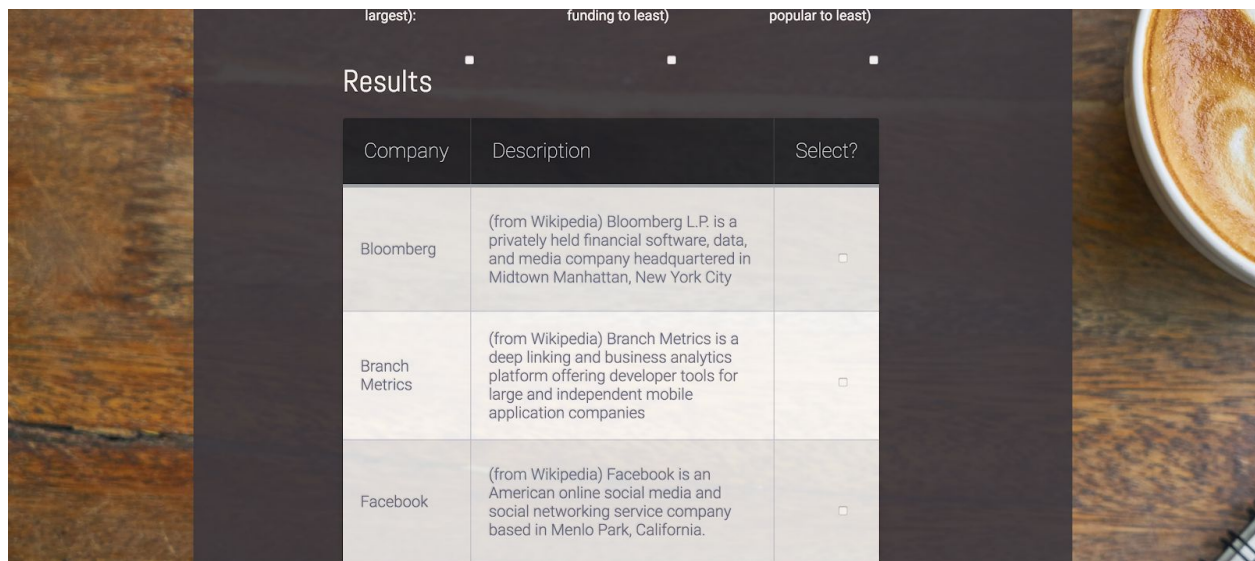 largest):
funding to least)
popular to least)
Results
Company
Description
Select?
Bloomberg
(from Wikipedia) Bloomberg L.P. is a
privately held financial software, data,
and media company headquartered in
Midtown Manhattan, New York City
Branch
Metrics
(from Wikipedia) Branch Metrics is a
deep linking and business analytics
platform offering developer tools for
large and independent mobile
application companies
Facebook
(from Wikipedia) Facebook is an
American online social media and
social networking service company
based in Menlo Park, California.